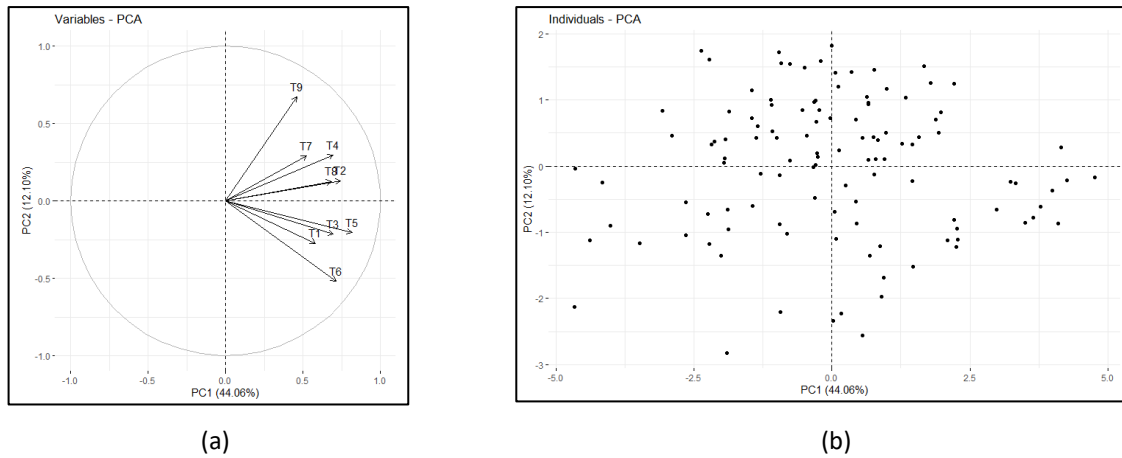 Variables - PCA
1.0
0.5
0.0
-0.5
-1.0
PC2 (12.10%)
T9
T7
T4
T8
T2
T3
T5
T1
T6
-1.0
-0.5
0.0
0.5
1.0
PC1 (44.06%)
(a)
Individuals - PCA
2
1
0
-1
-2
-3
PC2 (12.10%)
-5.0
-2.5
0.0
2.5
5.0
PC1 (44.06%)
(b)